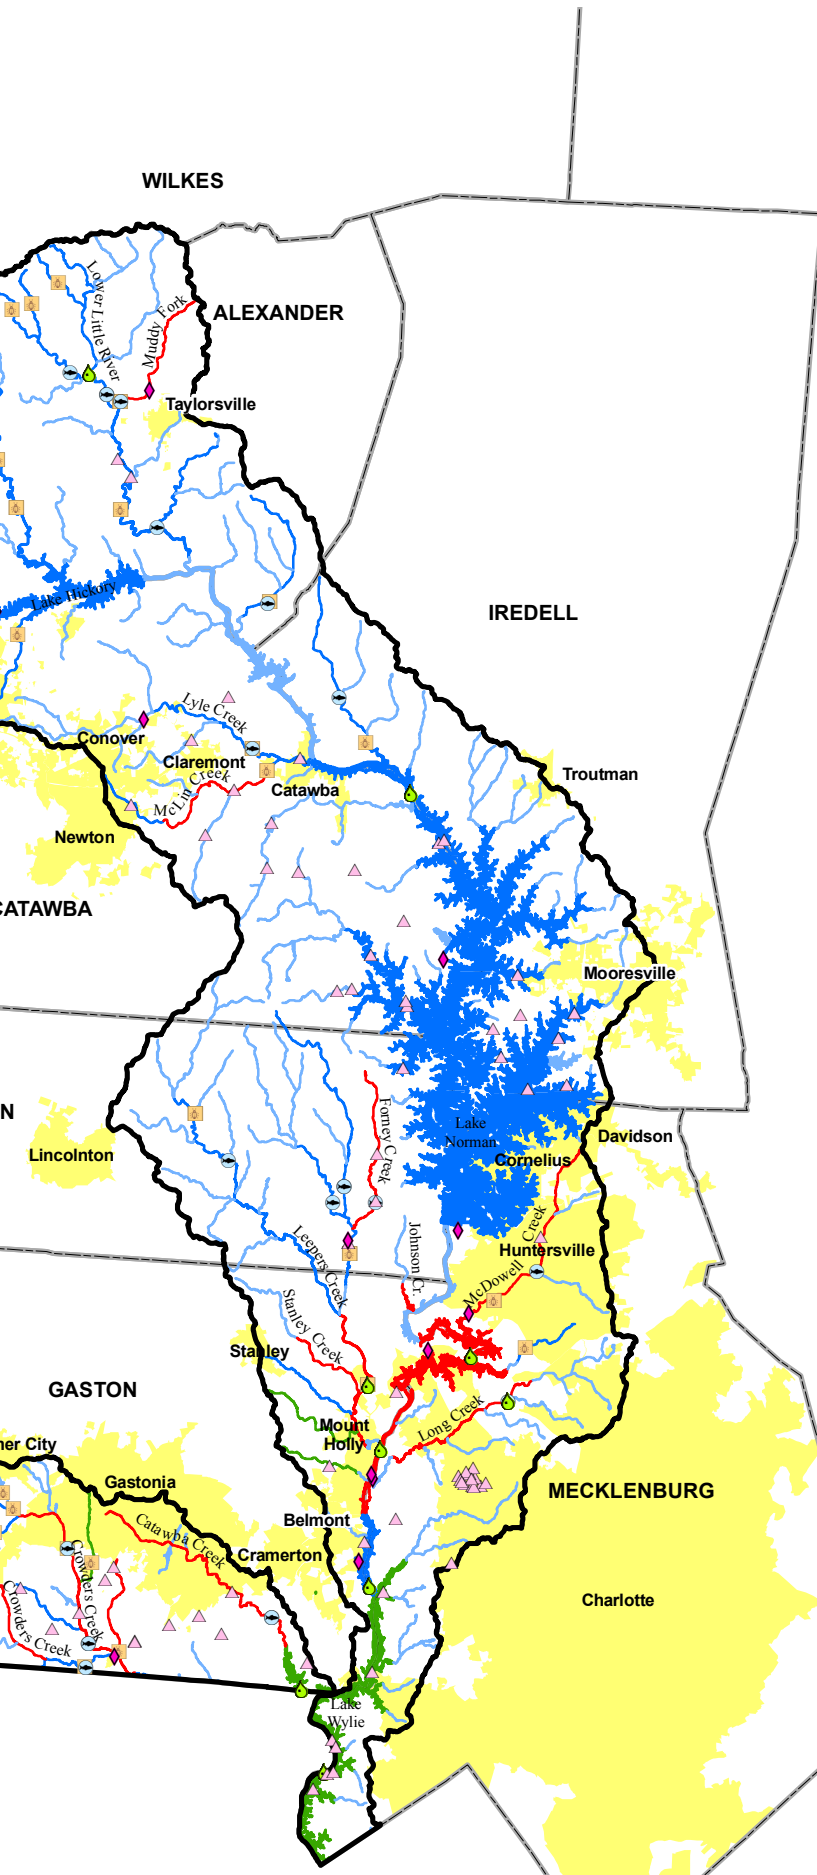 WILKES
Lower Little River
Muddy Fork
ALEXANDER
Taylorsville
Lake Hickory
IREDELL
Lyle Creek
Conover
Claremont
McLin Creek
Catawba
Troutman
Newton
CATAWBA
Mooresville
N
Forney Creek
Lake
Norman
Davidson
Lincolnton
Cornelius
Leepers Creek
Johnson Cr.
Creek
Huntersville
McDowell
Stanley Creek
Stanley
GASTON
Mount
Holly
Long Creek
ner City
Gastonia
MECKLENBURG
Belmont
Catawba Creek
Cramerton
Crowders Creek
Crowders Creek
Charlotte
Lake
Wylie